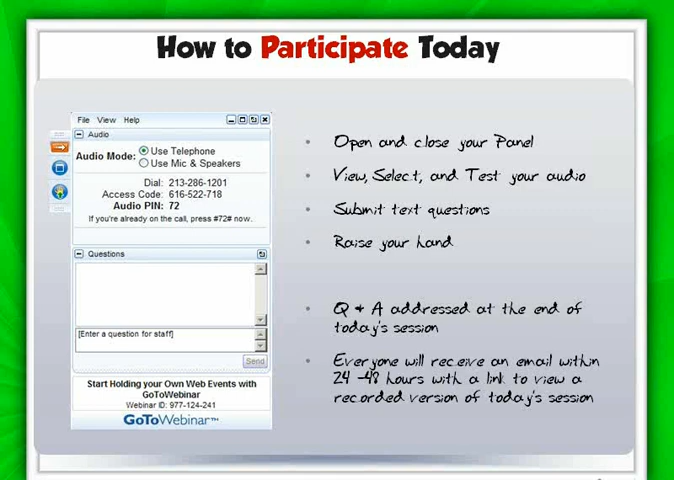 How to Participate Today
File View Help
Audio
Audio Mode: Use Telephone
Use Mic & Speakers
Dial: 213-286-1201
Access Code: 616-522-718
Audio PIN: 72
If you're already on the call, press #72# now.
Questions
[Enter a question for staff]
Send
Start Holding your Own Web Events with
GoToWebinar
Webinar ID: 977-124-241
GoToWebinar™
• Open and close your Panel
• View, Select, and Test your audio
• Submit text questions
• Raise your hand
• Q & A addressed at the end of
today's session
• Everyone will receive an email within
24 -48 hours with a link to view a
recorded version of today's session